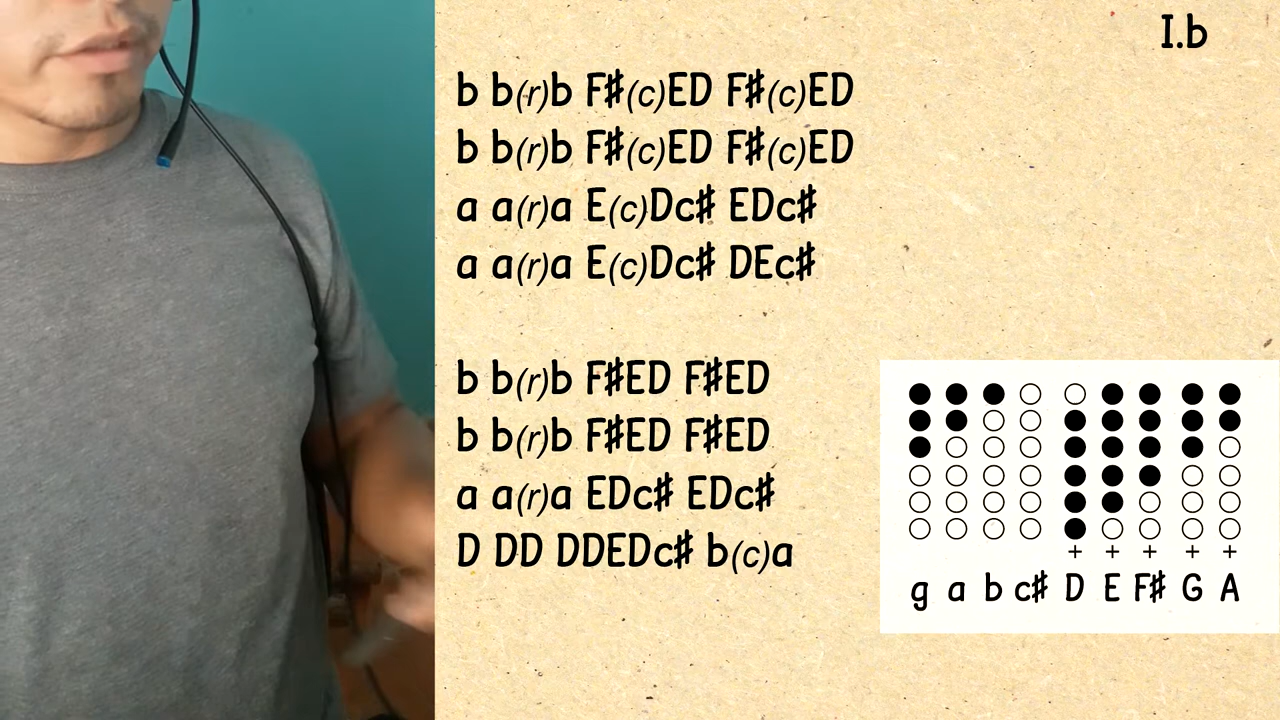 I.b
b b(r)b F♯(c)ED F♯(c)ED
b b(r)b F♯(c)ED F♯(c)ED
a a(r)a E(c)Dc♯ EDc♯
a a(r)a E(c)Dc♯ DEc♯
b b(r)b F♯ED F♯ED
b b(r)b F♯ED F♯ED
a a(r)a EDc♯ EDc♯
D DD DDEDc♯ b(c)a
+ + + + +
g a b c♯ D E F♯ G A